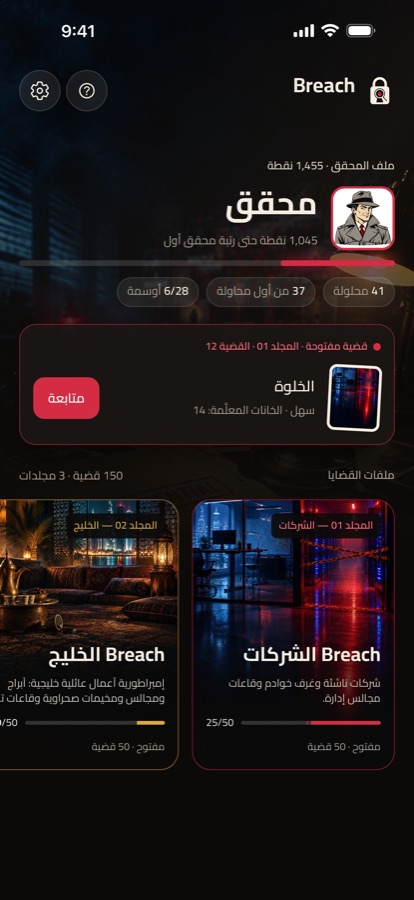 9:41
Breach
ملف المحقق · 1,455 نقطة
محقق
1,045 نقطة حتى رتبة محقق أول
41 محلولة
37 من أول محاولة
6/28 أوسمة
قضية مفتوحة · المجلد 01 · القضية 12
الخلوة
سهل · الخانات المعلَّمة: 14
متابعة
ملفات القضايا
150 قضية · 3 مجلدات
المجلد 01 — الشركات
Breach الشركات
شركات ناشئة وغرف خوادم وقاعات
مجالس إدارة.
25/50
مفتوح · 50 قضية
المجلد 02 — الخليج
Breach الخليج
إمبراطورية أعمال عائلية خليجية: أبراج
ومجالس ومخيمات صحراوية وقاعات
/50
مفتوح · 50 قضية